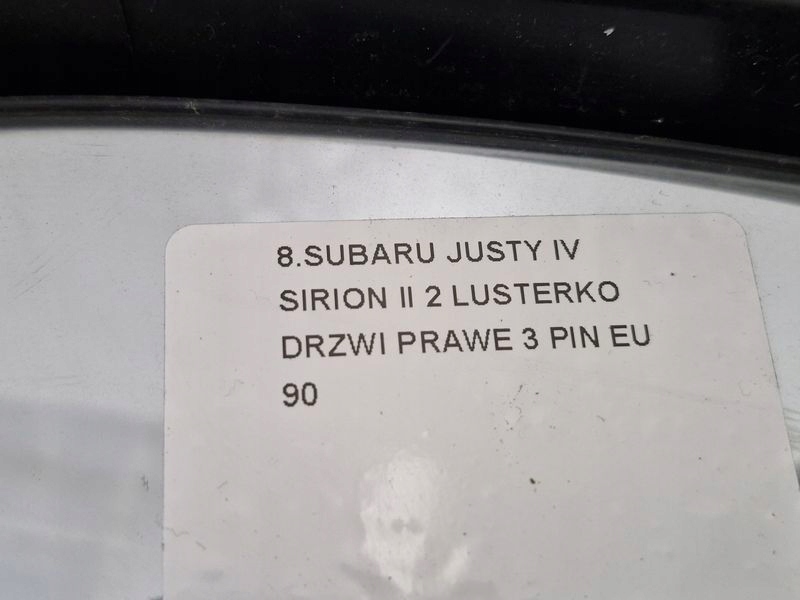 8.SUBARU JUSTY IV
SIRION II 2 LUSTERKO
DRZWI PRAWE 3 PIN EU
90